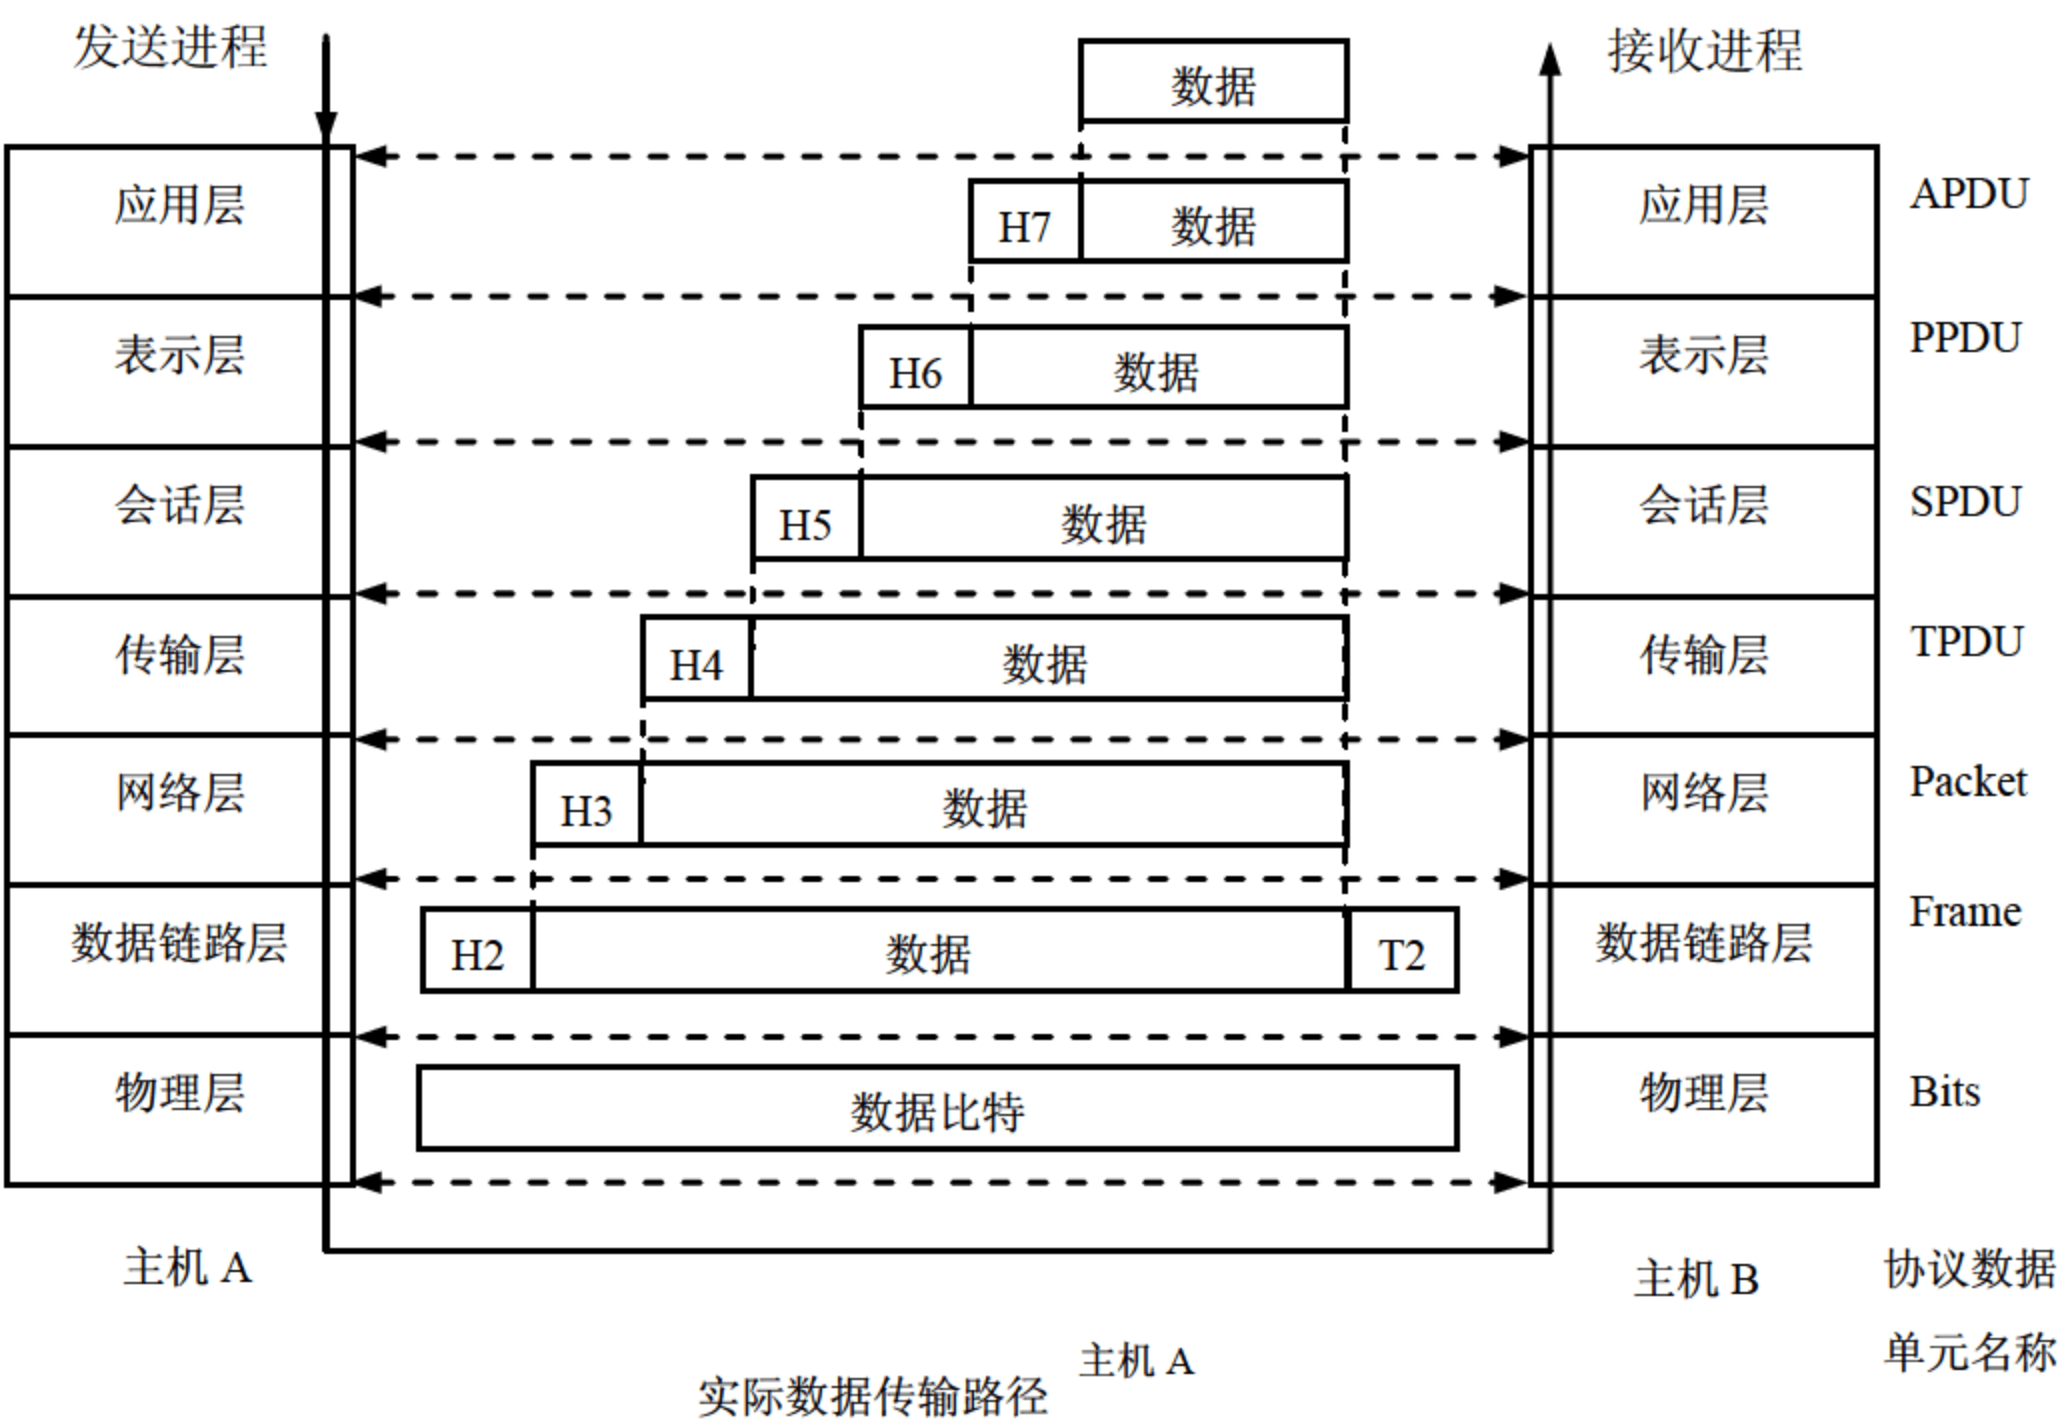 发送进程
数据
接收进程
应用层
H7
数据
应用层
APDU
表示层
H6
数据
表示层
PPDU
会话层
H5
数据
会话层
SPDU
传输层
H4
数据
传输层
TPDU
网络层
H3
数据
网络层
Packet
数据链路层
H2
数据
T2
数据链路层
Frame
物理层
数据比特
物理层
Bits
主机 A
主机 B
协议数据
单元名称
主机 A
实际数据传输路径